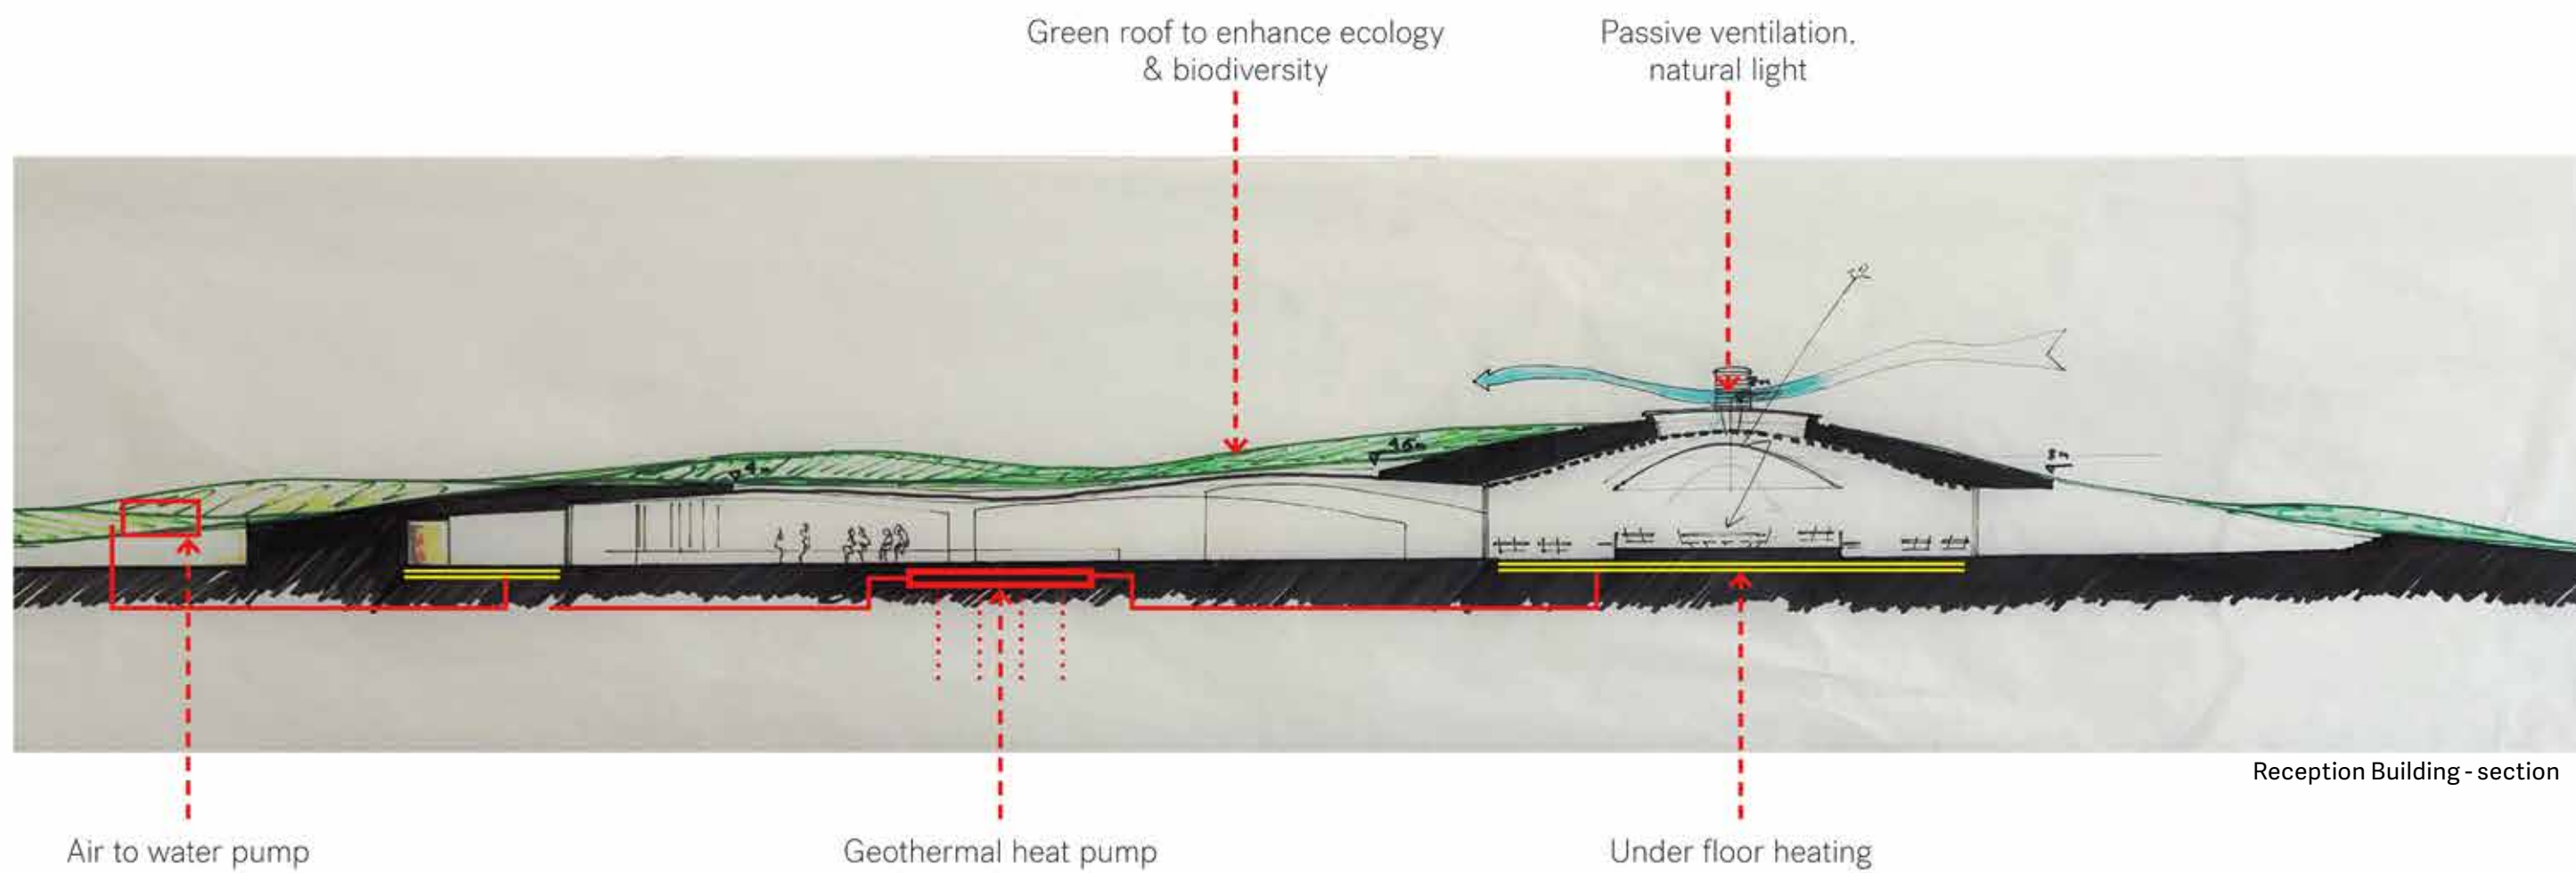 Green roof to enhance ecology
& biodiversity
Passive ventilation.
natural light
Reception Building - section
Air to water pump
Geothermal heat pump
Under floor heating